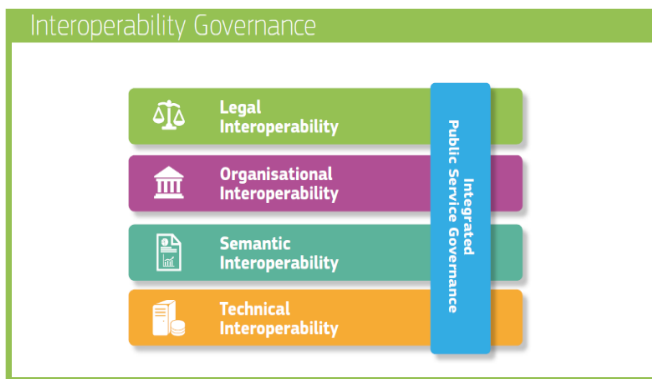 Interoperability Governance
Legal
Interoperability
Organisational
Interoperability
Semantic
Interoperability
Technical
Interoperability
Integrated
Public Service Governance